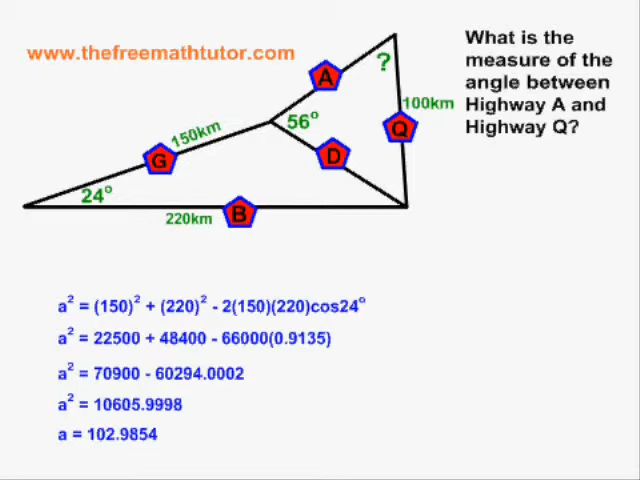 www.thefreemathtutor.com
What is the
measure of the
angle between
Highway A and
Highway Q?
A
?
100km
56°
Q
150km
D
G
24°
220km
B
a² = (150)² + (220)² - 2(150)(220)cos24°
a² = 22500 + 48400 - 66000(0.9135)
a² = 70900 - 60294.0002
a² = 10605.9998
a = 102.9854